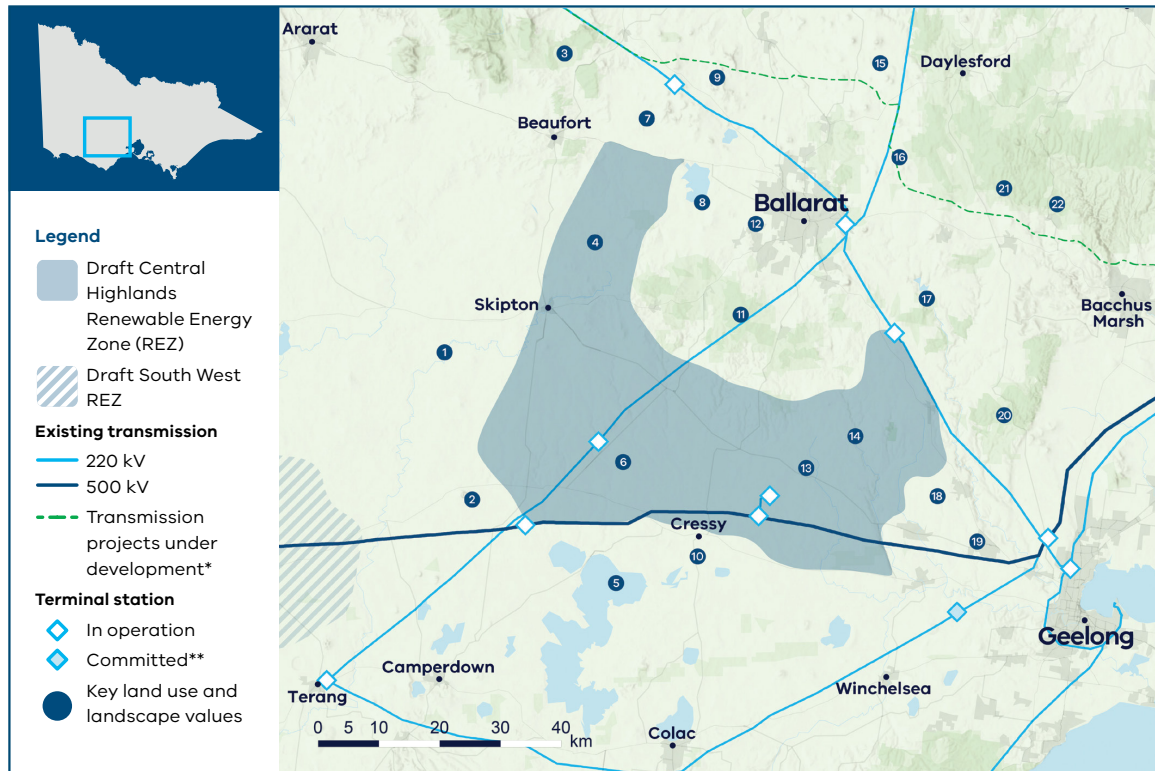 Legend
Draft Central
Highlands
Renewable Energy
Zone (REZ)
Draft South West
REZ
Existing transmission
220 kV
500 kV
Transmission
projects under
development*
Terminal station
In operation
Committed**
Key land use and
landscape values
Ararat
3
15
Daylesford
9
7
Beaufort
16
21
22
8
12
Ballarat
4
17
Bacchus
Marsh
Skipton
11
1
20
14
6
13
2
18
Cressy
19
10
5
Geelong
Camperdown
Terang
Winchelsea
Colac
0 5 10 20 30 40
km